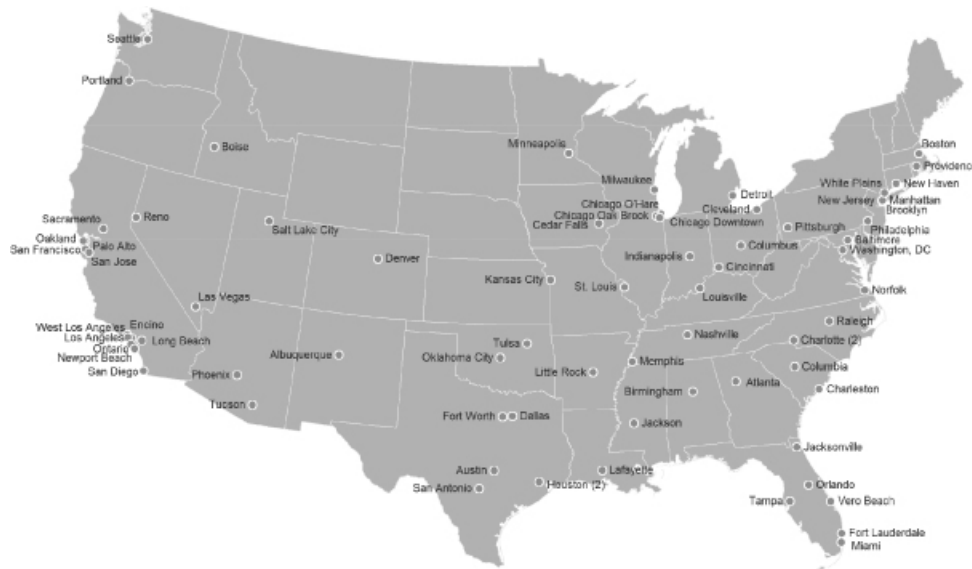 Seattle
Portland
Boise
Minneapolis
Milwaukee
Boston
Providence
Detroit
White Plains
New Haven
Chicago O'Hare
Cleveland
New Jersey
Manhattan
Brooklyn
Sacramento
Reno
Salt Lake City
Chicago Oak Brook
Chicago Downtown
Cedar Falls
Pittsburgh
Philadelphia
Oakland
Palo Alto
San Francisco
San Jose
Denver
Indianapolis
Columbus
Baltimore
Washington, DC
Cincinnati
Kansas City
St. Louis
Louisville
Norfolk
Las Vegas
West Los Angeles
Encino
Los Angeles
Long Beach
Ontario
Newport Beach
San Diego
Raleigh
Nashville
Charlotte (2)
Tulsa
Albuquerque
Oklahoma City
Memphis
Columbia
Phoenix
Little Rock
Atlanta
Birmingham
Charleston
Tucson
Fort Worth
Dallas
Jackson
Jacksonville
Austin
Lafayette
San Antonio
Houston (2)
Orlando
Tampa
Vero Beach
Fort Lauderdale
Miami